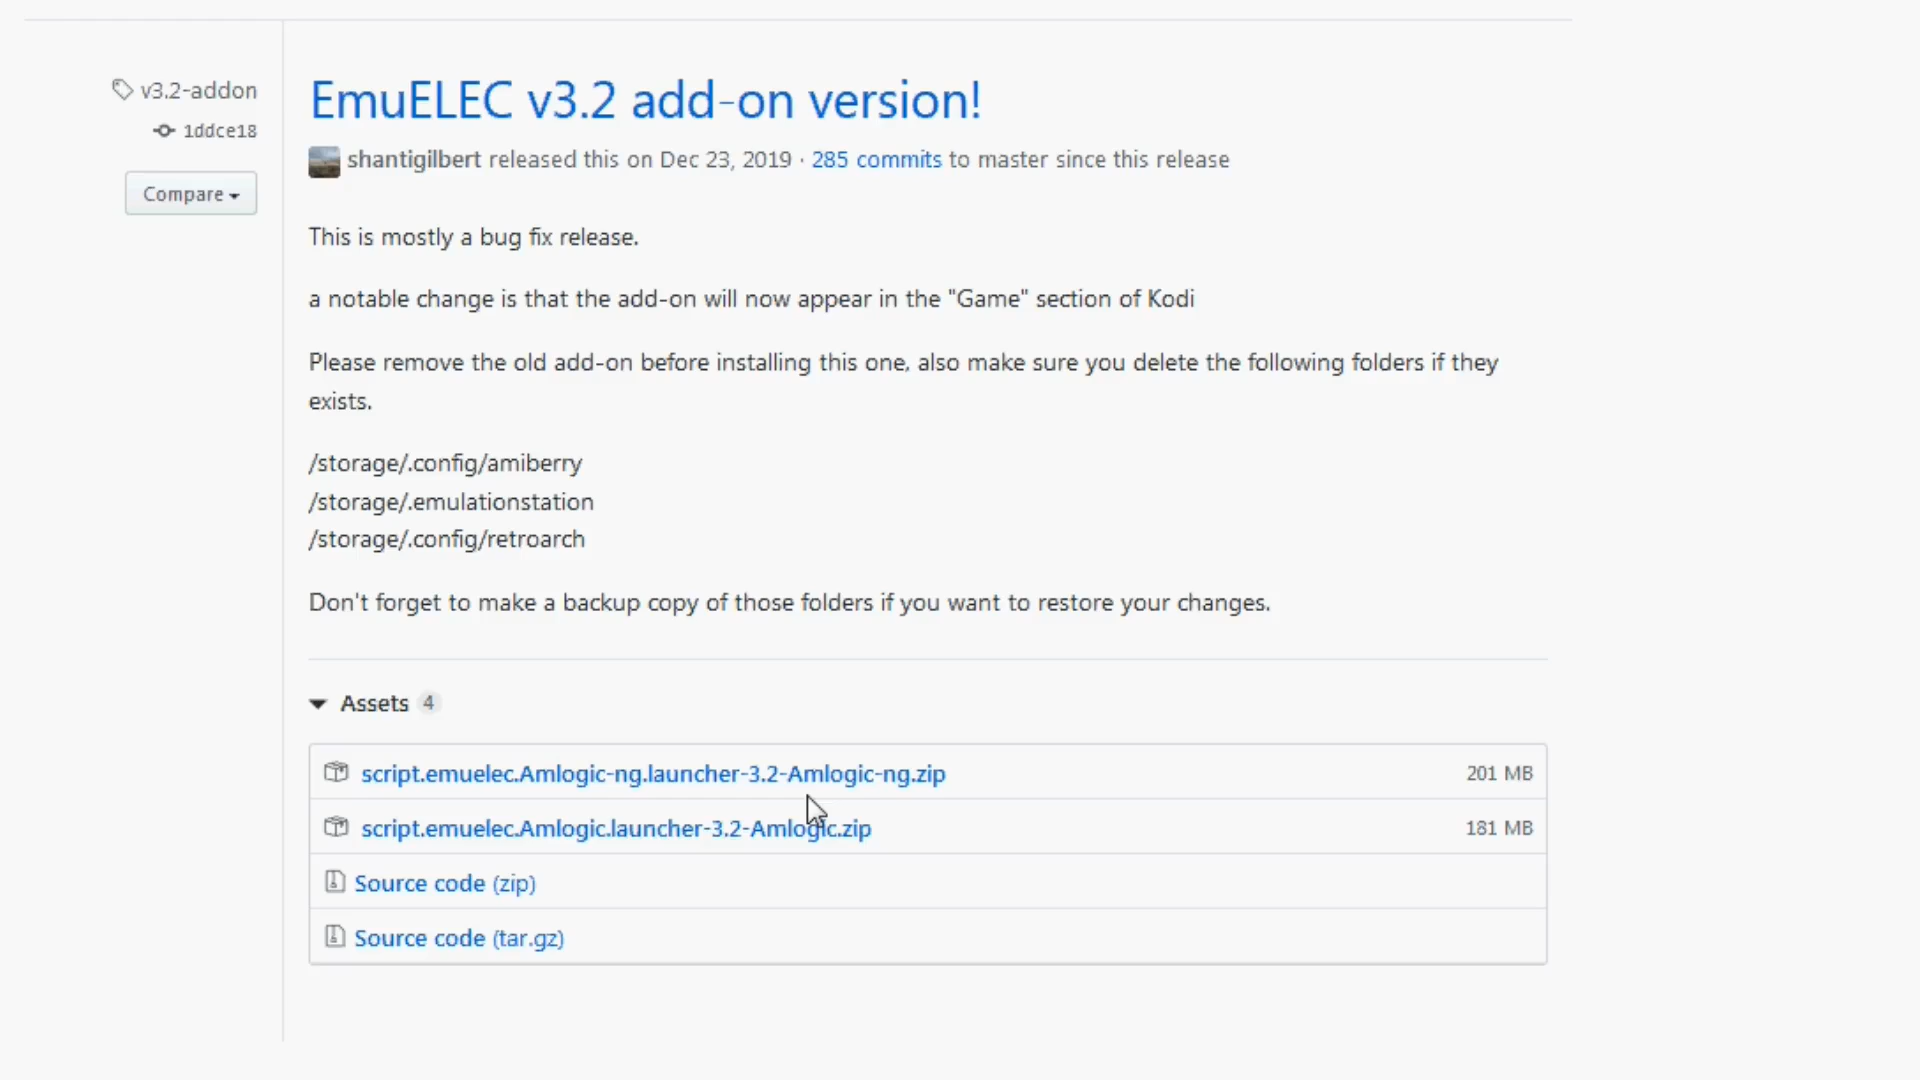 v3.2-addon
1ddce18
Compare
EmuELEC v3.2 add-on version!
shantigilbert released this on Dec 23, 2019 · 285 commits to master since this release
This is mostly a bug fix release.
a notable change is that the add-on will now appear in the "Game" section of Kodi
Please remove the old add-on before installing this one, also make sure you delete the following folders if they
exists.
/storage/.config/amiberry
/storage/.emulationstation
/storage/.config/retroarch
Don't forget to make a backup copy of those folders if you want to restore your changes.
Assets 4
script.emuelec.Amlogic-ng.launcher-3.2-Amlogic-ng.zip 201 MB
script.emuelec.Amlogic.launcher-3.2-Amlogic.zip 181 MB
Source code (zip)
Source code (tar.gz)